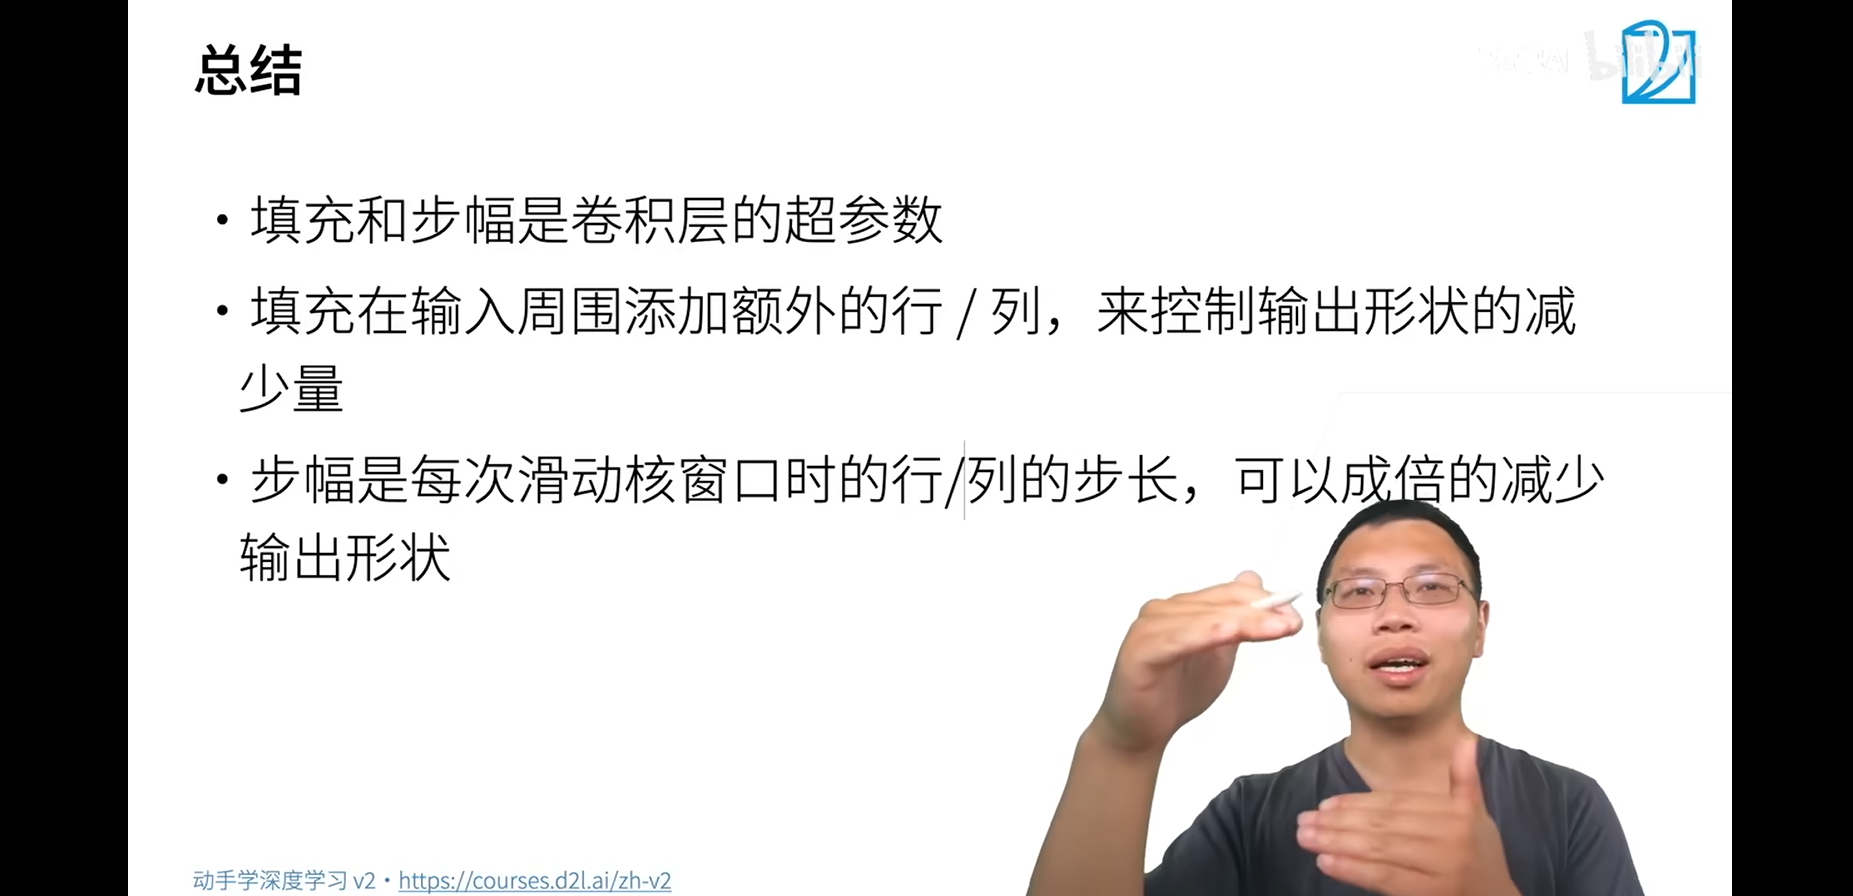 总结
bilibili
• 填充和步幅是卷积层的超参数
• 填充在输入周围添加额外的行 / 列，来控制输出形状的减
少量
• 步幅是每次滑动核窗口时的行/列的步长，可以成倍的减少
输出形状
动手学深度学习 v2 • https://courses.d2l.ai/zh-v2